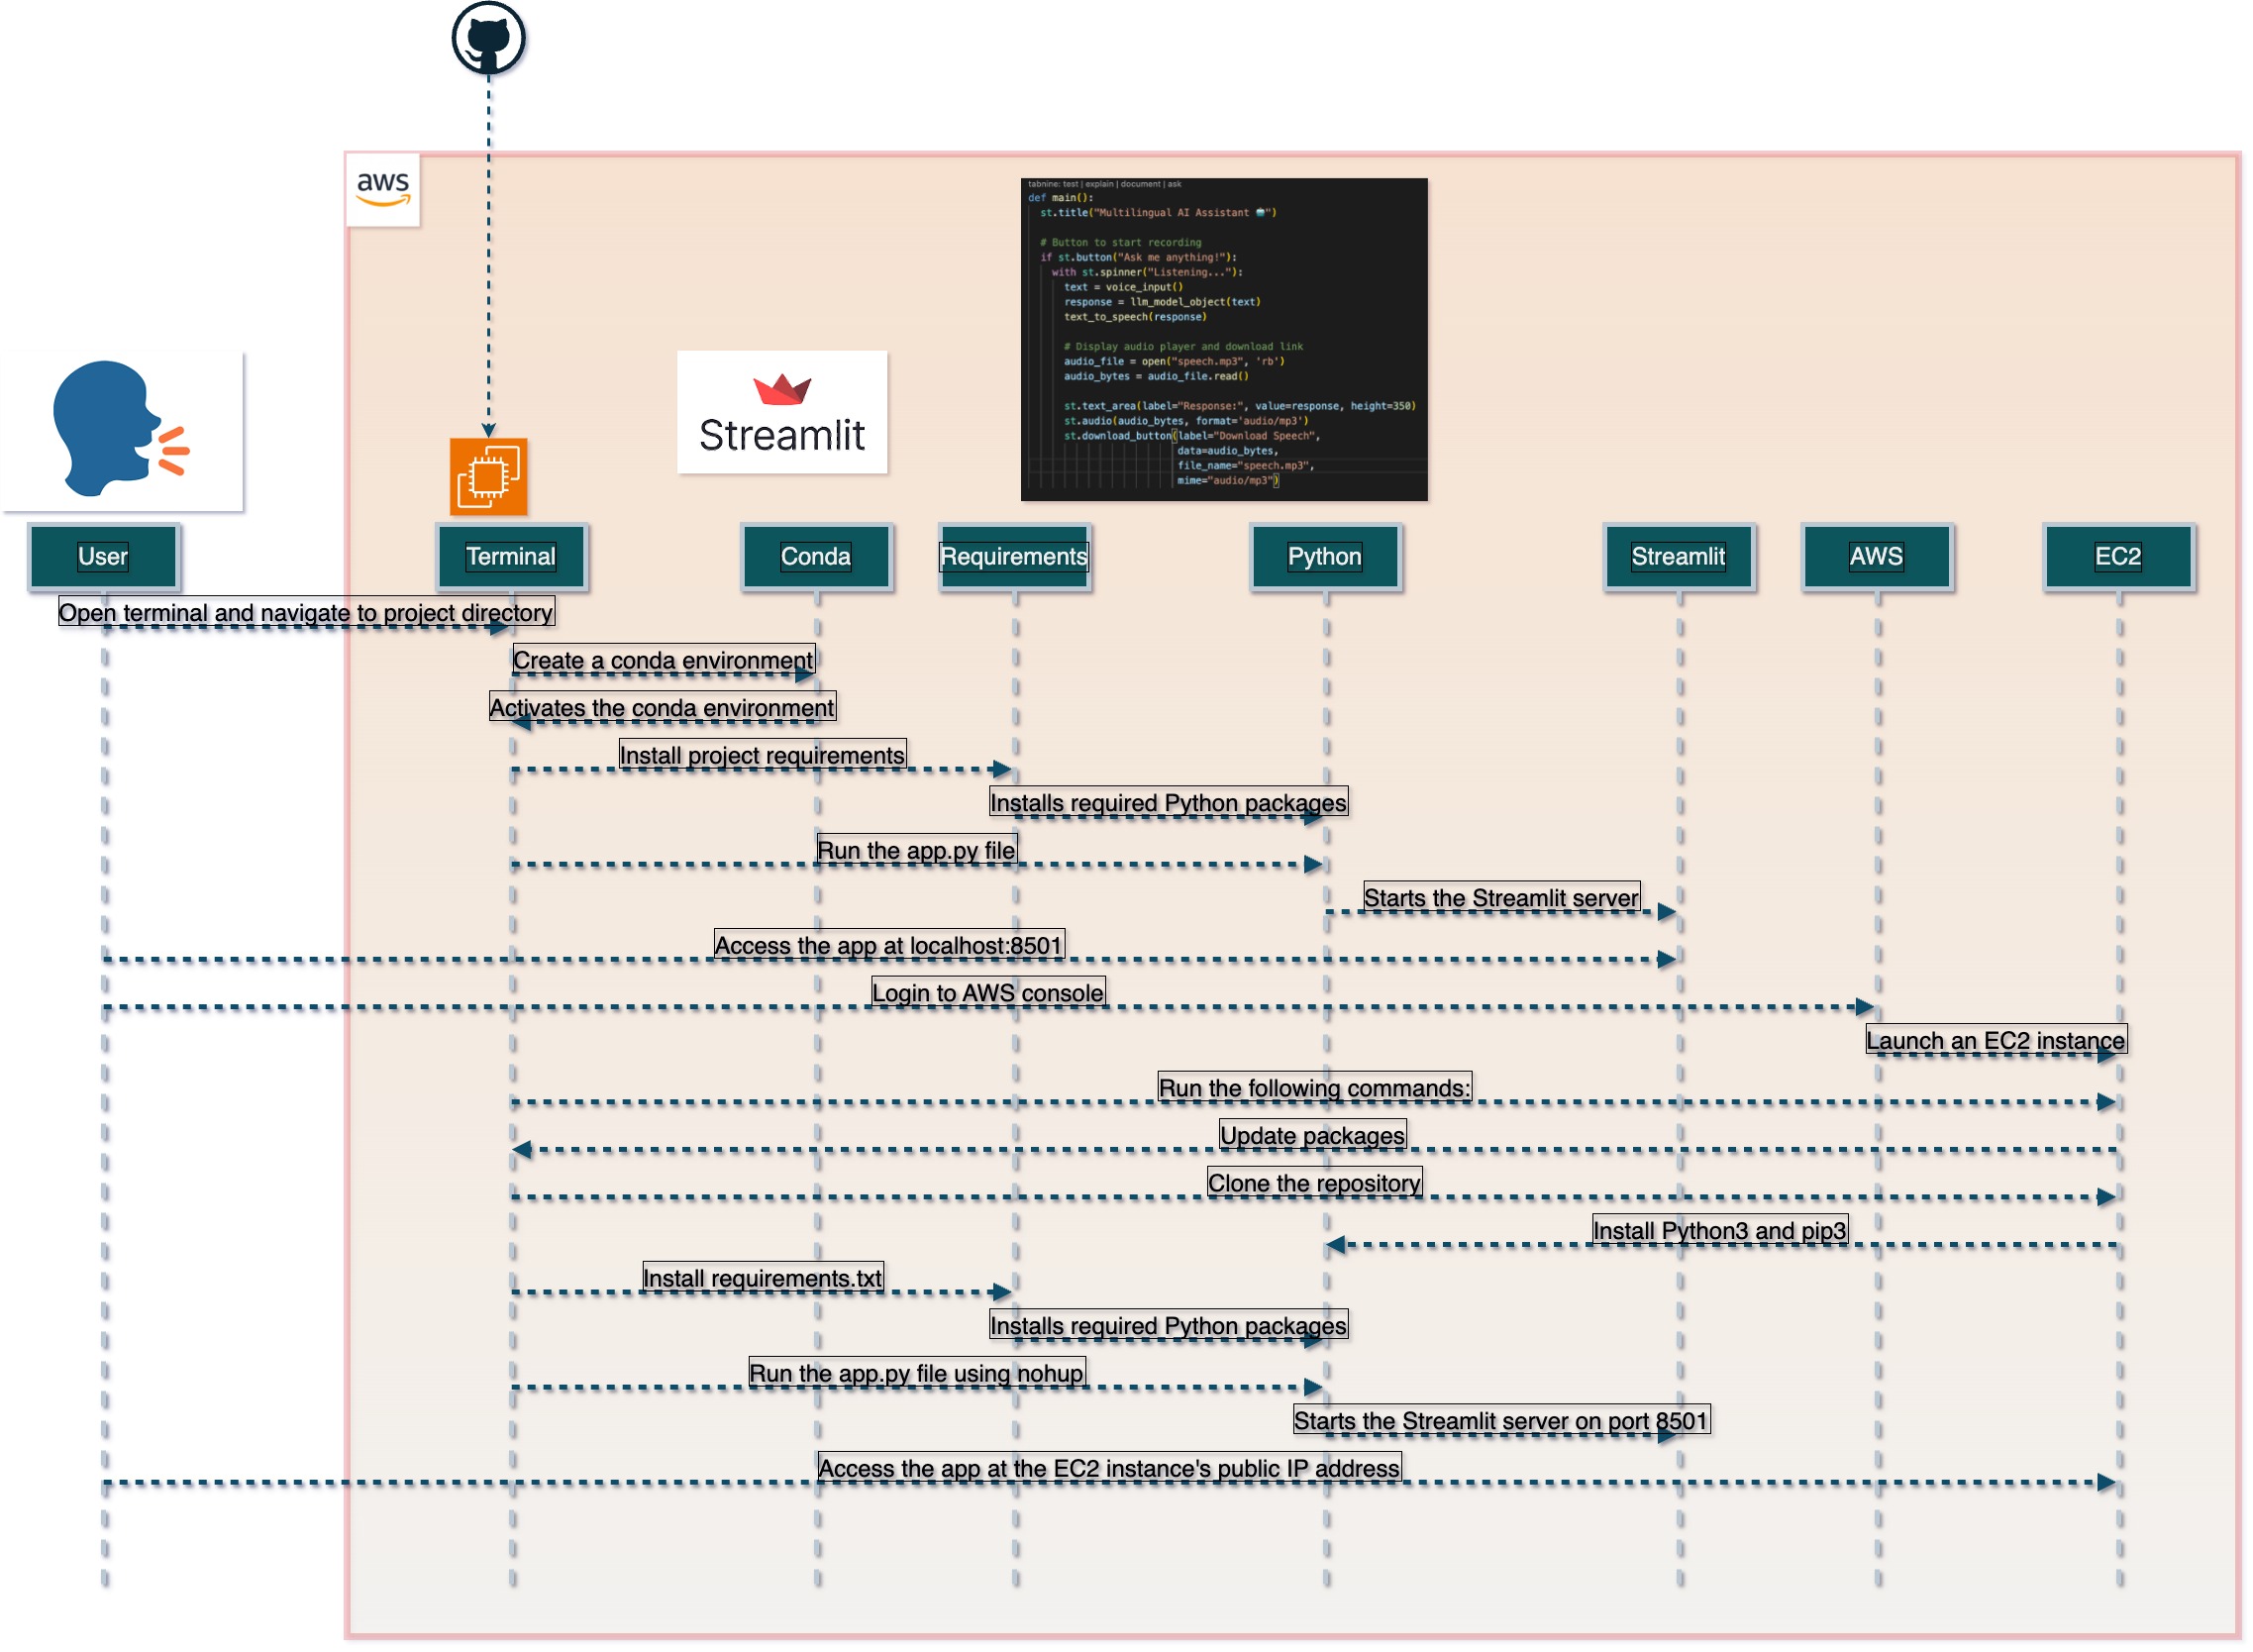 aws
tabnine: test | explain | document | ask
def main():
st.title("Multilingual AI Assistant 🤖")
# Button to start recording
if st.button("Ask me anything!"):
with st.spinner("Listening..."):
text = voice_input()
response = llm_model_object(text)
text_to_speech(response)
# Display audio player and download link
audio_file = open("speech.mp3", 'rb')
audio_bytes = audio_file.read()
st.text_area(label="Response:", value=response, height=350)
st.audio(audio_bytes, format='audio/mp3')
st.download_button(label="Download Speech",
data=audio_bytes,
file_name="speech.mp3",
mime="audio/mp3")
Streamlit
User
Terminal
Conda
Requirements
Python
Streamlit
AWS
EC2
Open terminal and navigate to project directory
Create a conda environment
Activates the conda environment
Install project requirements
Installs required Python packages
Run the app.py file
Starts the Streamlit server
Access the app at localhost:8501
Login to AWS console
Launch an EC2 instance
Run the following commands:
Update packages
Clone the repository
Install Python3 and pip3
Install requirements.txt
Installs required Python packages
Run the app.py file using nohup
Starts the Streamlit server on port 8501
Access the app at the EC2 instance's public IP address